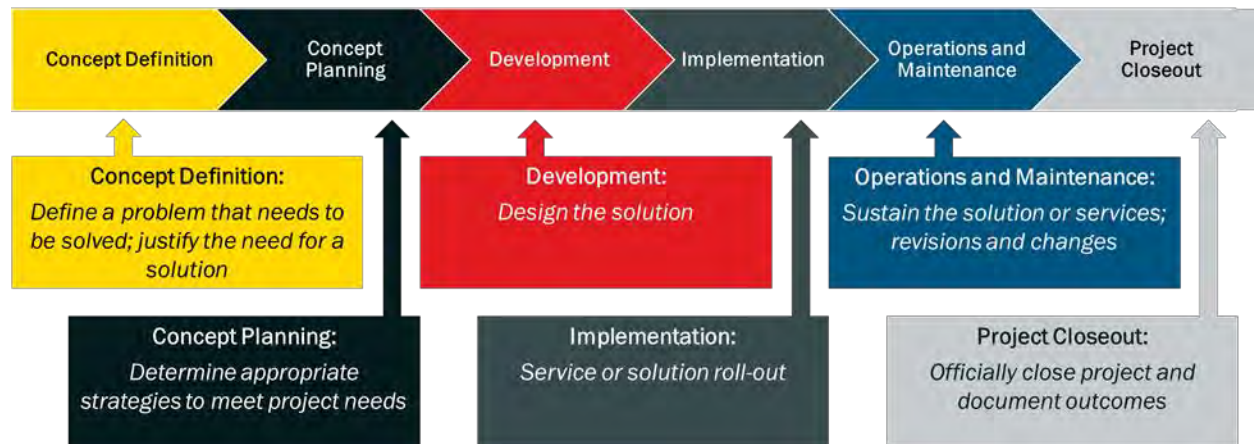 Concept Definition
Concept
Planning
Development
Implementation
Operations and
Maintenance
Project
Closeout
Concept Definition:
Define a problem that needs to
be solved; justify the need for a
solution
Development:
Design the solution
Operations and Maintenance:
Sustain the solution or services;
revisions and changes
Concept Planning:
Determine appropriate
strategies to meet project needs
Implementation:
Service or solution roll-out
Project Closeout:
Officially close project and
document outcomes